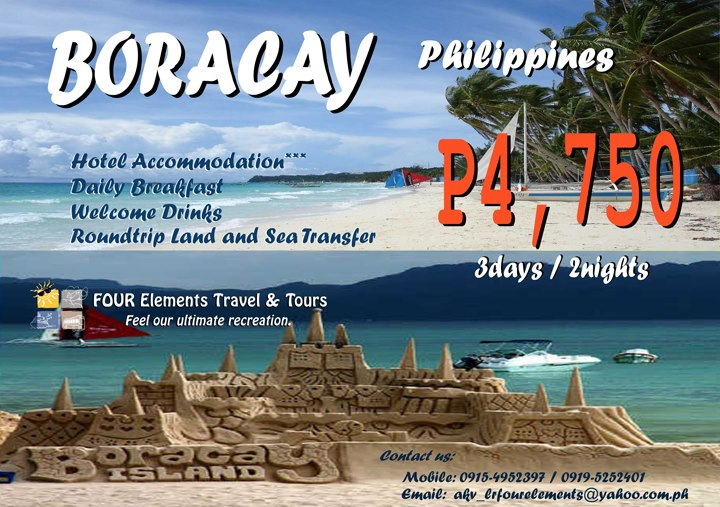 BORACAY
Philippines
Hotel Accommodation***
Daily Breakfast
Welcome Drinks
Roundtrip Land and Sea Transfer
P4,750
3days / 2nights
FOUR Elements Travel & Tours
Feel our ultimate recreation.
Boracay
ISLAND
Contact us:
Mobile: 0915-4952397 / 0919-5252401
Email: akv_lrfourelements@yahoo.com.ph